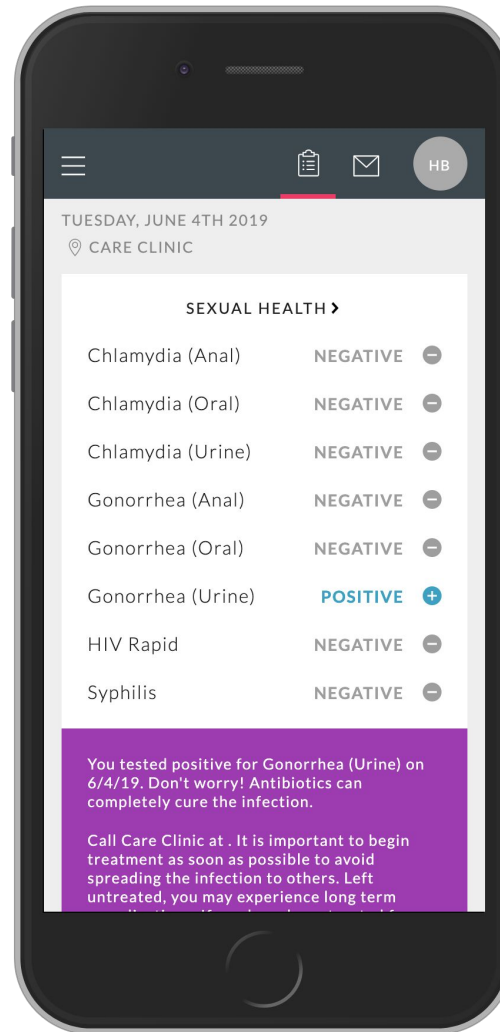 HB
TUESDAY, JUNE 4TH 2019
CARE CLINIC
SEXUAL HEALTH >
Chlamydia (Anal) NEGATIVE
Chlamydia (Oral) NEGATIVE
Chlamydia (Urine) NEGATIVE
Gonorrhea (Anal) NEGATIVE
Gonorrhea (Oral) NEGATIVE
Gonorrhea (Urine) POSITIVE
HIV Rapid NEGATIVE
Syphilis NEGATIVE
You tested positive for Gonorrhea (Urine) on
6/4/19. Don't worry! Antibiotics can
completely cure the infection.
Call Care Clinic at . It is important to begin
treatment as soon as possible to avoid
spreading the infection to others. Left
untreated, you may experience long term